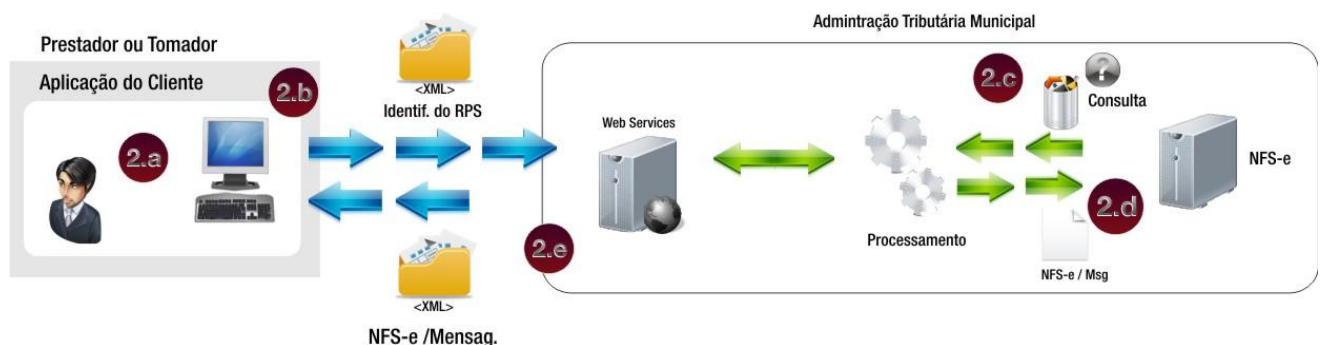 Prestador ou Tomador
Aplicação do Cliente
2.a
2.b
<XML>
Identif. do RPS
<XML>
NFS-e /Mensag.
Admintração Tributária Municipal
Web Services
2.e
Processamento
2.c
?
Consulta
NFS-e
2.d
NFS-e / Msg